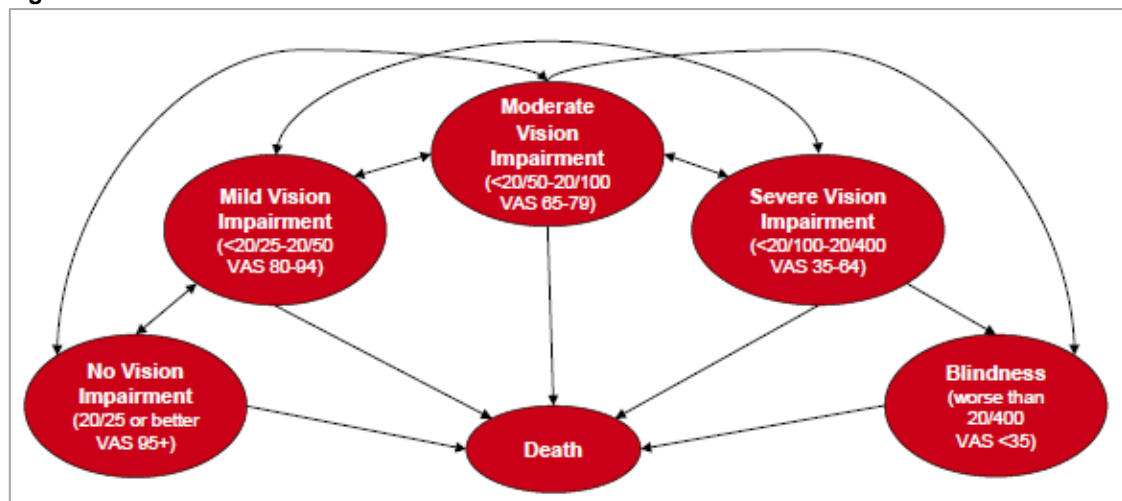 Moderate
Vision
Impairment
(<20/50-20/100
VAS 65-79)
Mild Vision
Impairment
(<20/25-20/50
VAS 80-94)
Severe Vision
Impairment
(<20/100-20/400
VAS 35-64)
No Vision
Impairment
(20/25 or better
VAS 95+)
Death
Blindness
(worse than
20/400
VAS <35)